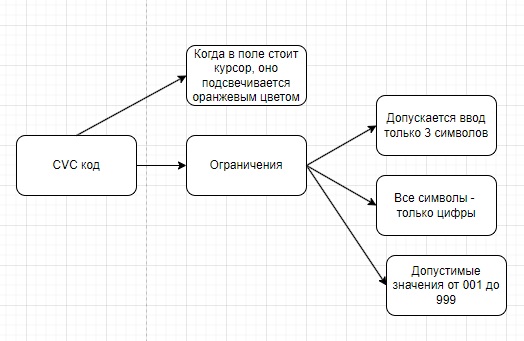 Когда в поле стоит
курсор, оно
подсвечивается
оранжевым цветом
CVC код
Ограничения
Допускается ввод
только 3 символов
Все символы -
только цифры
Допустимые
значения от 001 до
999